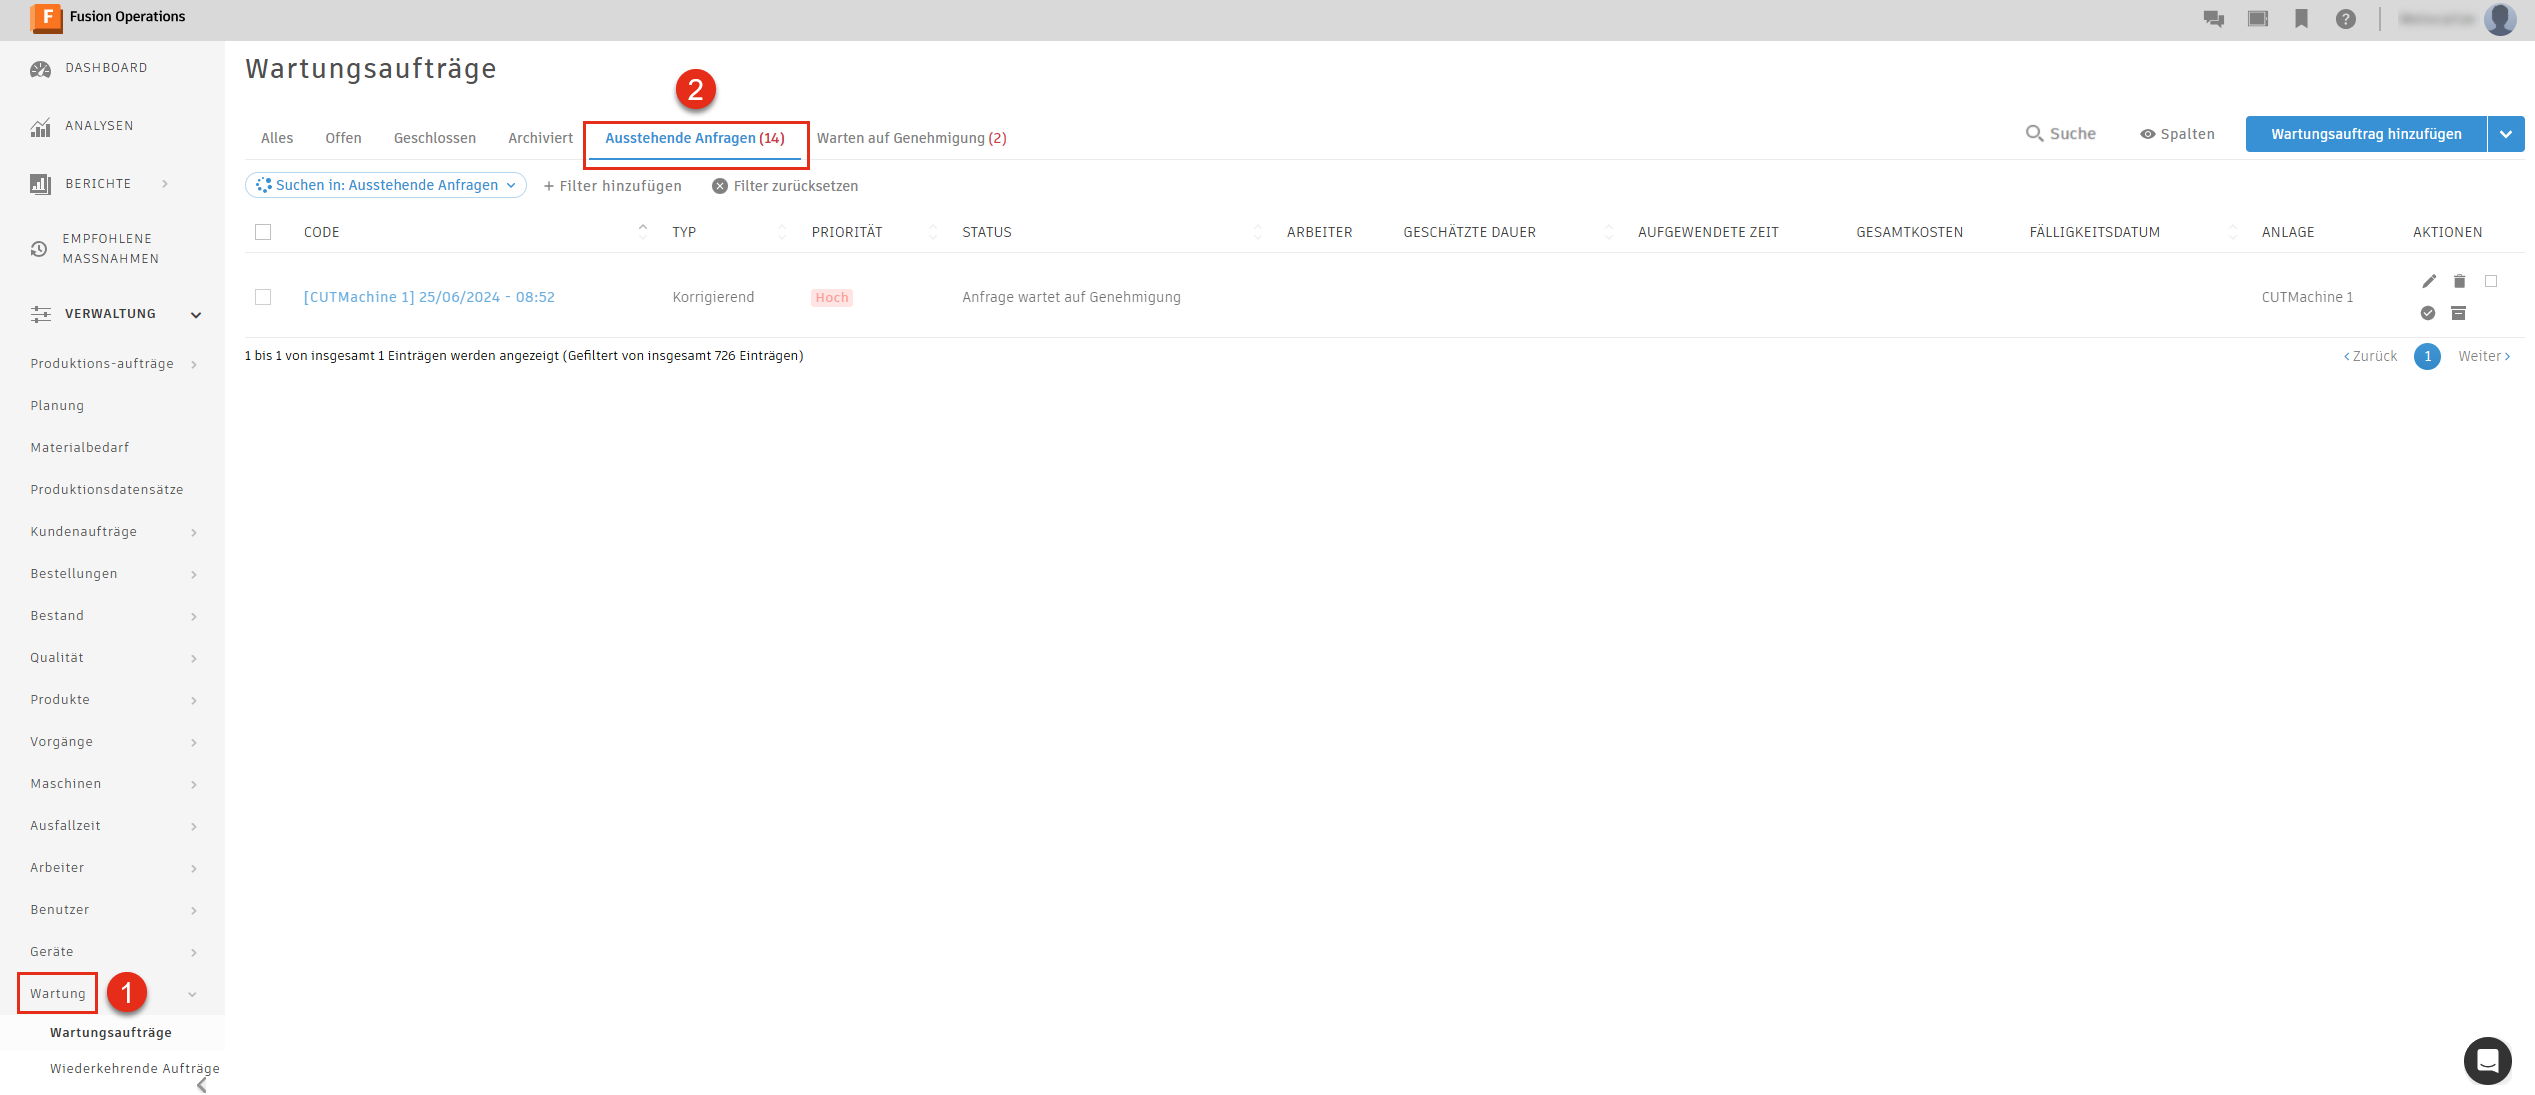 F Fusion Operations
DASHBOARD
ANALYSEN
BERICHTE
EMPFOHLENE
MASSNAHMEN
VERWALTUNG
Produktions-aufträge
Planung
Materialbedarf
Produktionsdatensätze
Kundenaufträge
Bestellungen
Bestand
Qualität
Produkte
Vorgänge
Maschinen
Ausfallzeit
Arbeiter
Benutzer
Geräte
Wartung 1
Wartungsaufträge
Wiederkehrende Aufträge
Wartungsaufträge
2
Alles Offen Geschlossen Archiviert Ausstehende Anfragen (14) Warten auf Genehmigung (2) Suche Spalten Wartungsauftrag hinzufügen
Suchen in: Ausstehende Anfragen + Filter hinzufügen Filter zurücksetzen
CODE TYP PRIORITÄT STATUS ARBEITER GESCHÄTZTE DAUER AUFGEWENDETE ZEIT GESAMTKOSTEN FÄLLIGKEITSDATUM ANLAGE AKTIONEN
[CUTMachine 1] 25/06/2024 - 08:52 Korrigierend Hoch Anfrage wartet auf Genehmigung CUTMachine 1
1 bis 1 von insgesamt 1 Einträgen werden angezeigt (Gefiltert von insgesamt 726 Einträgen) Zurück 1 Weiter